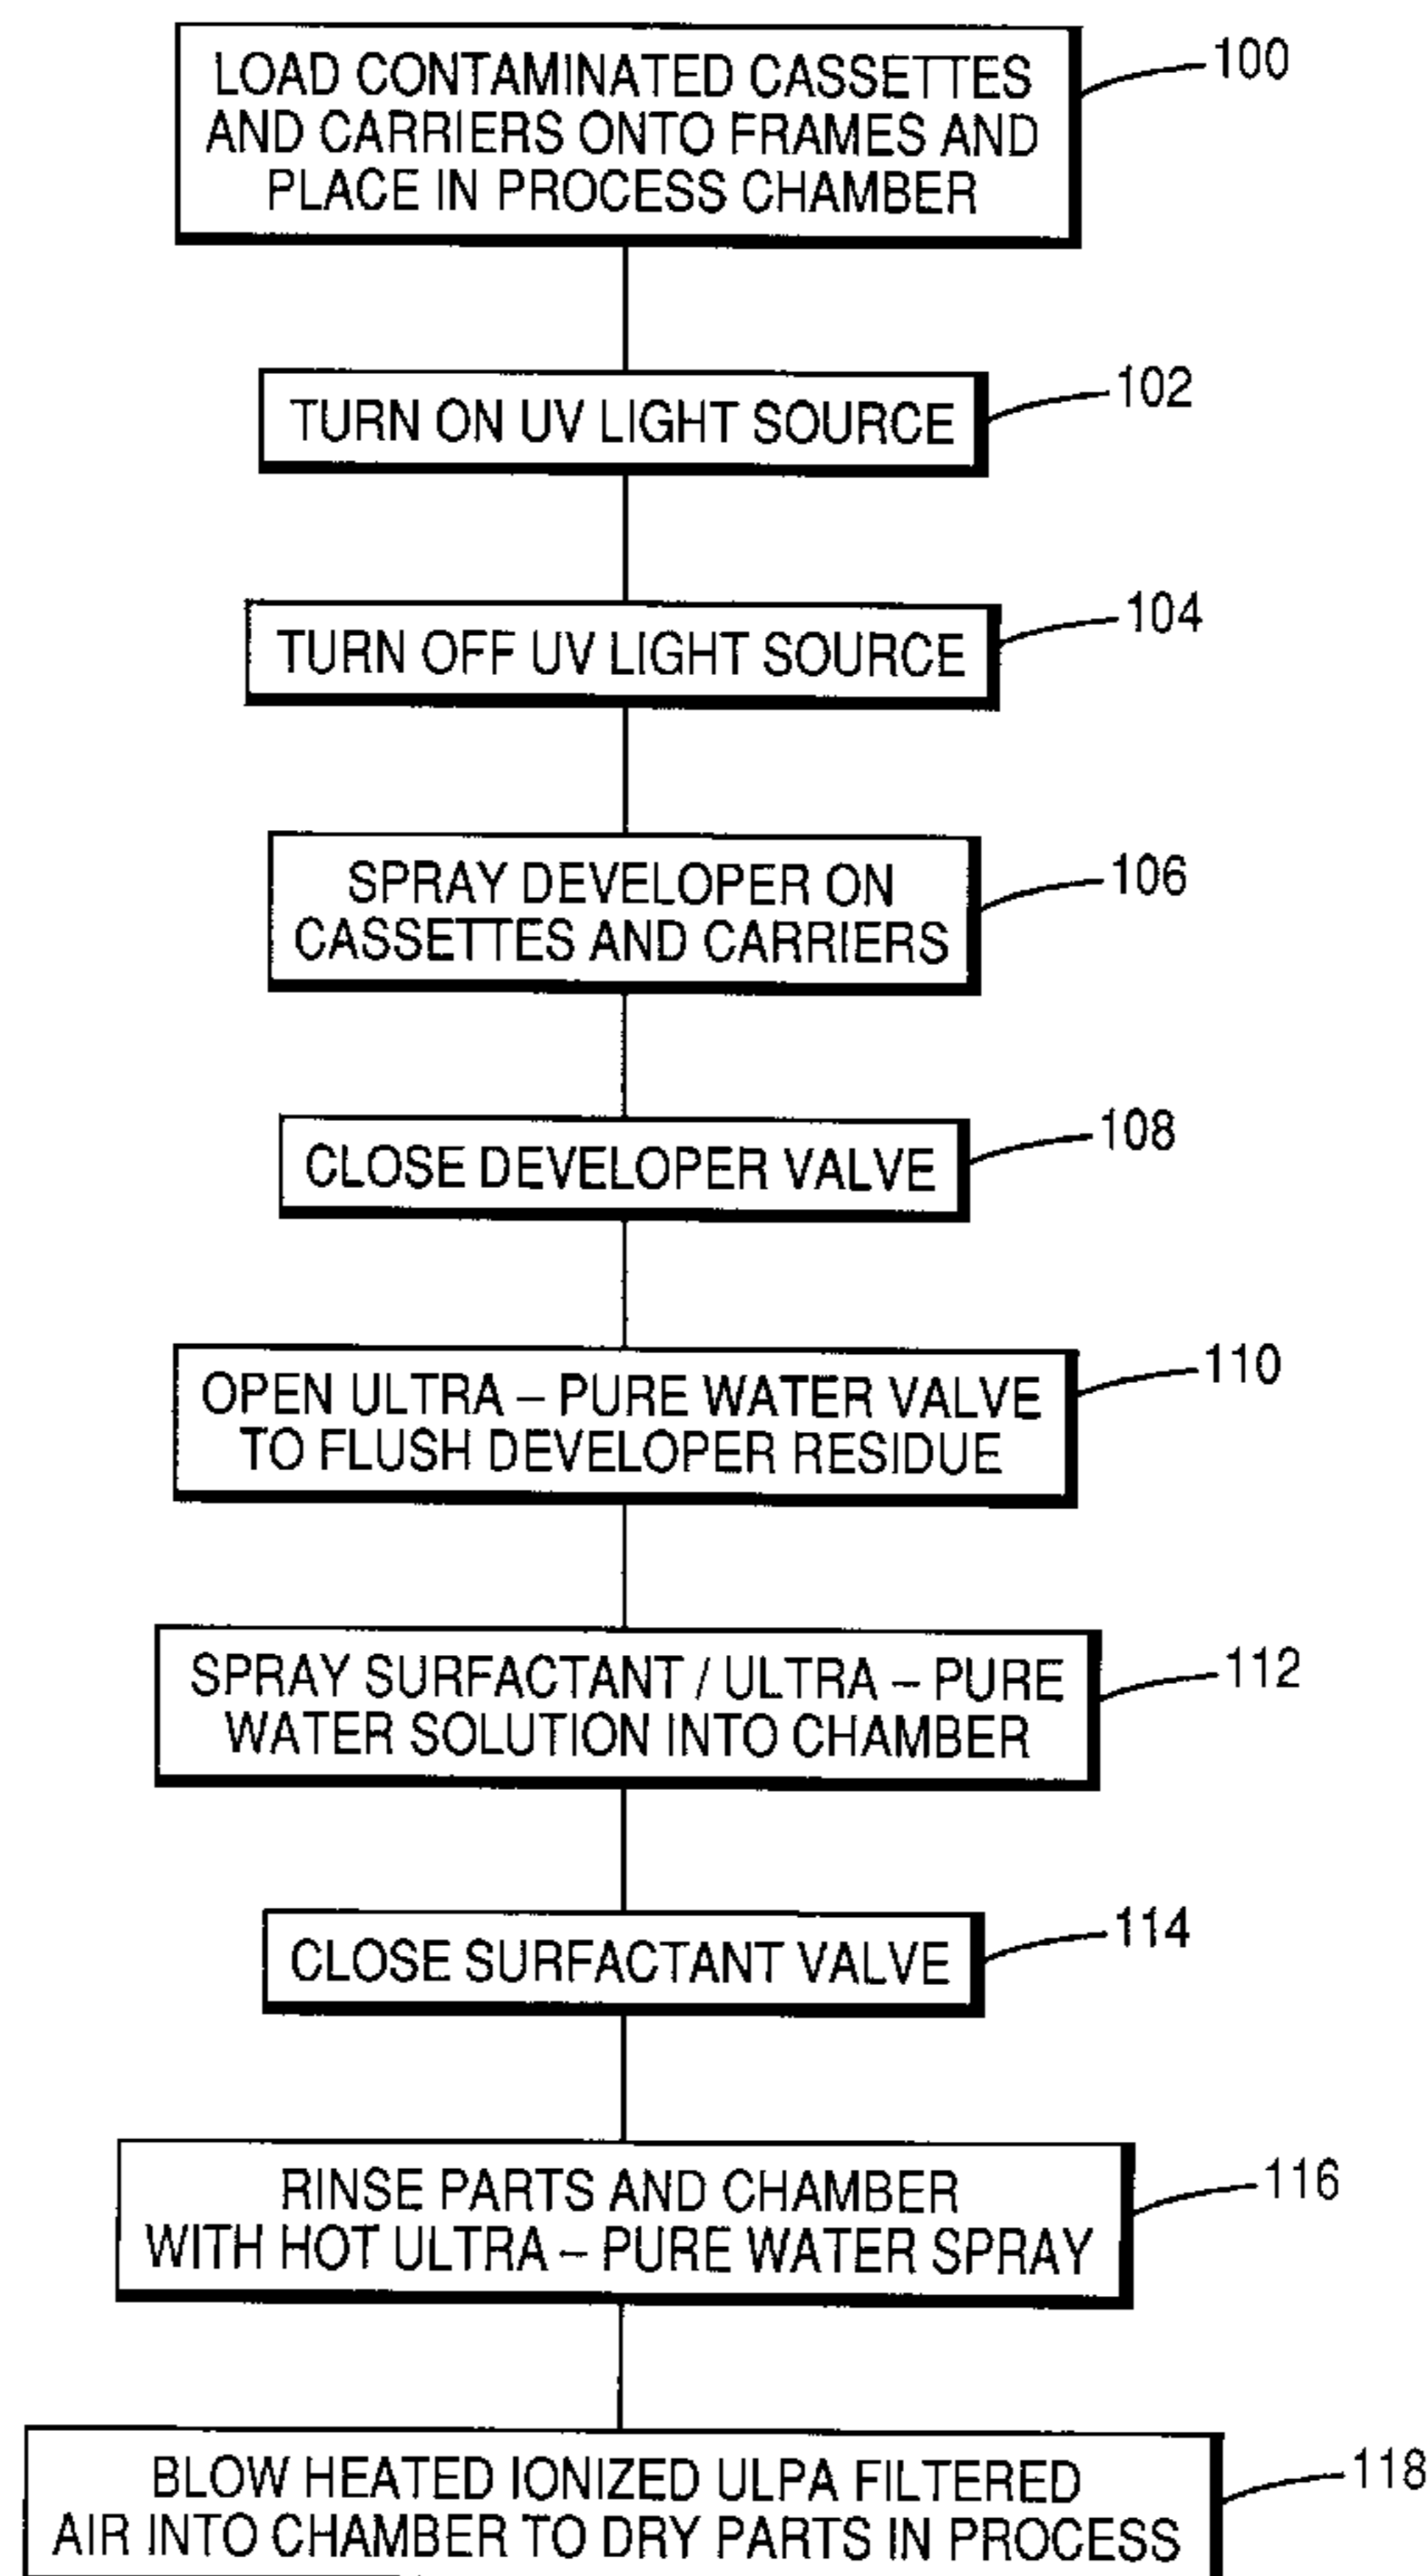 LOAD CONTAMINATED CASSETTES
AND CARRIERS ONTO FRAMES AND
PLACE IN PROCESS CHAMBER
100
TURN ON UV LIGHT SOURCE
102
TURN OFF UV LIGHT SOURCE
104
SPRAY DEVELOPER ON
CASSETTES AND CARRIERS
106
CLOSE DEVELOPER VALVE
108
OPEN ULTRA – PURE WATER VALVE
TO FLUSH DEVELOPER RESIDUE
110
SPRAY SURFACTANT / ULTRA – PURE
WATER SOLUTION INTO CHAMBER
112
CLOSE SURFACTANT VALVE
114
RINSE PARTS AND CHAMBER
WITH HOT ULTRA – PURE WATER SPRAY
116
BLOW HEATED IONIZED ULPA FILTERED
AIR INTO CHAMBER TO DRY PARTS IN PROCESS
118